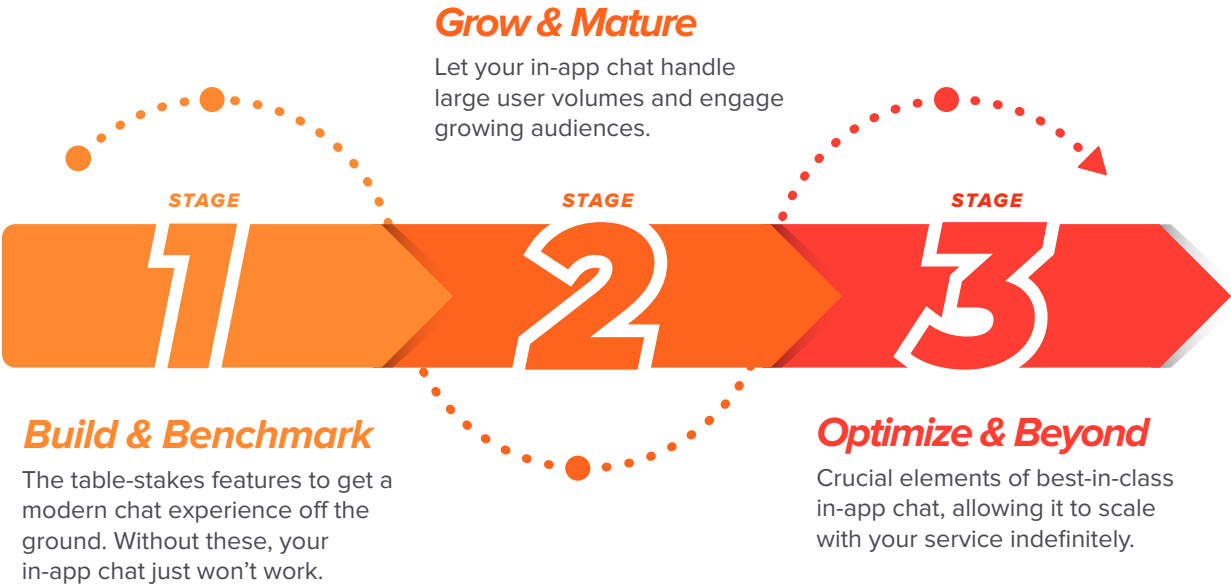 STAGE
1
Build & Benchmark
The table-stakes features to get a
modern chat experience off the
ground. Without these, your
in-app chat just won’t work.
Grow & Mature
Let your in-app chat handle
large user volumes and engage
growing audiences.
STAGE
2
STAGE
3
Optimize & Beyond
Crucial elements of best-in-class
in-app chat, allowing it to scale
with your service indefinitely.